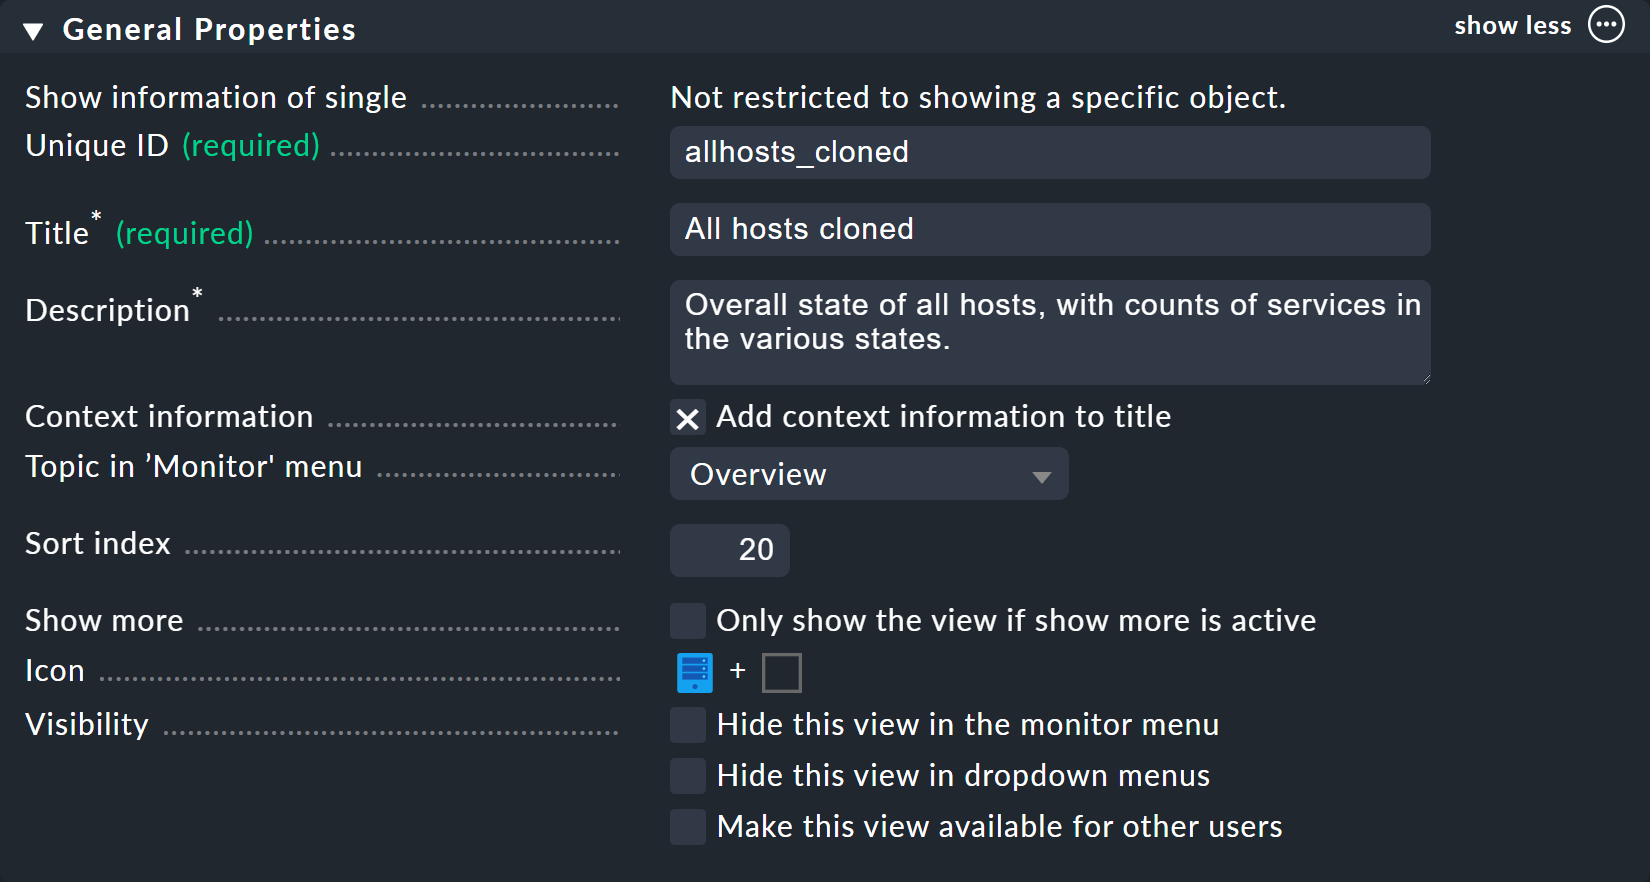 General Properties
show less
Show information of single
Not restricted to showing a specific object.
Unique ID (required)
allhosts_cloned
Title* (required)
All hosts cloned
Description*
Overall state of all hosts, with counts of services in
the various states.
Context information
Add context information to title
Topic in ’Monitor' menu
Overview
Sort index
20
Show more
Only show the view if show more is active
Icon
+
Visibility
Hide this view in the monitor menu
Hide this view in dropdown menus
Make this view available for other users